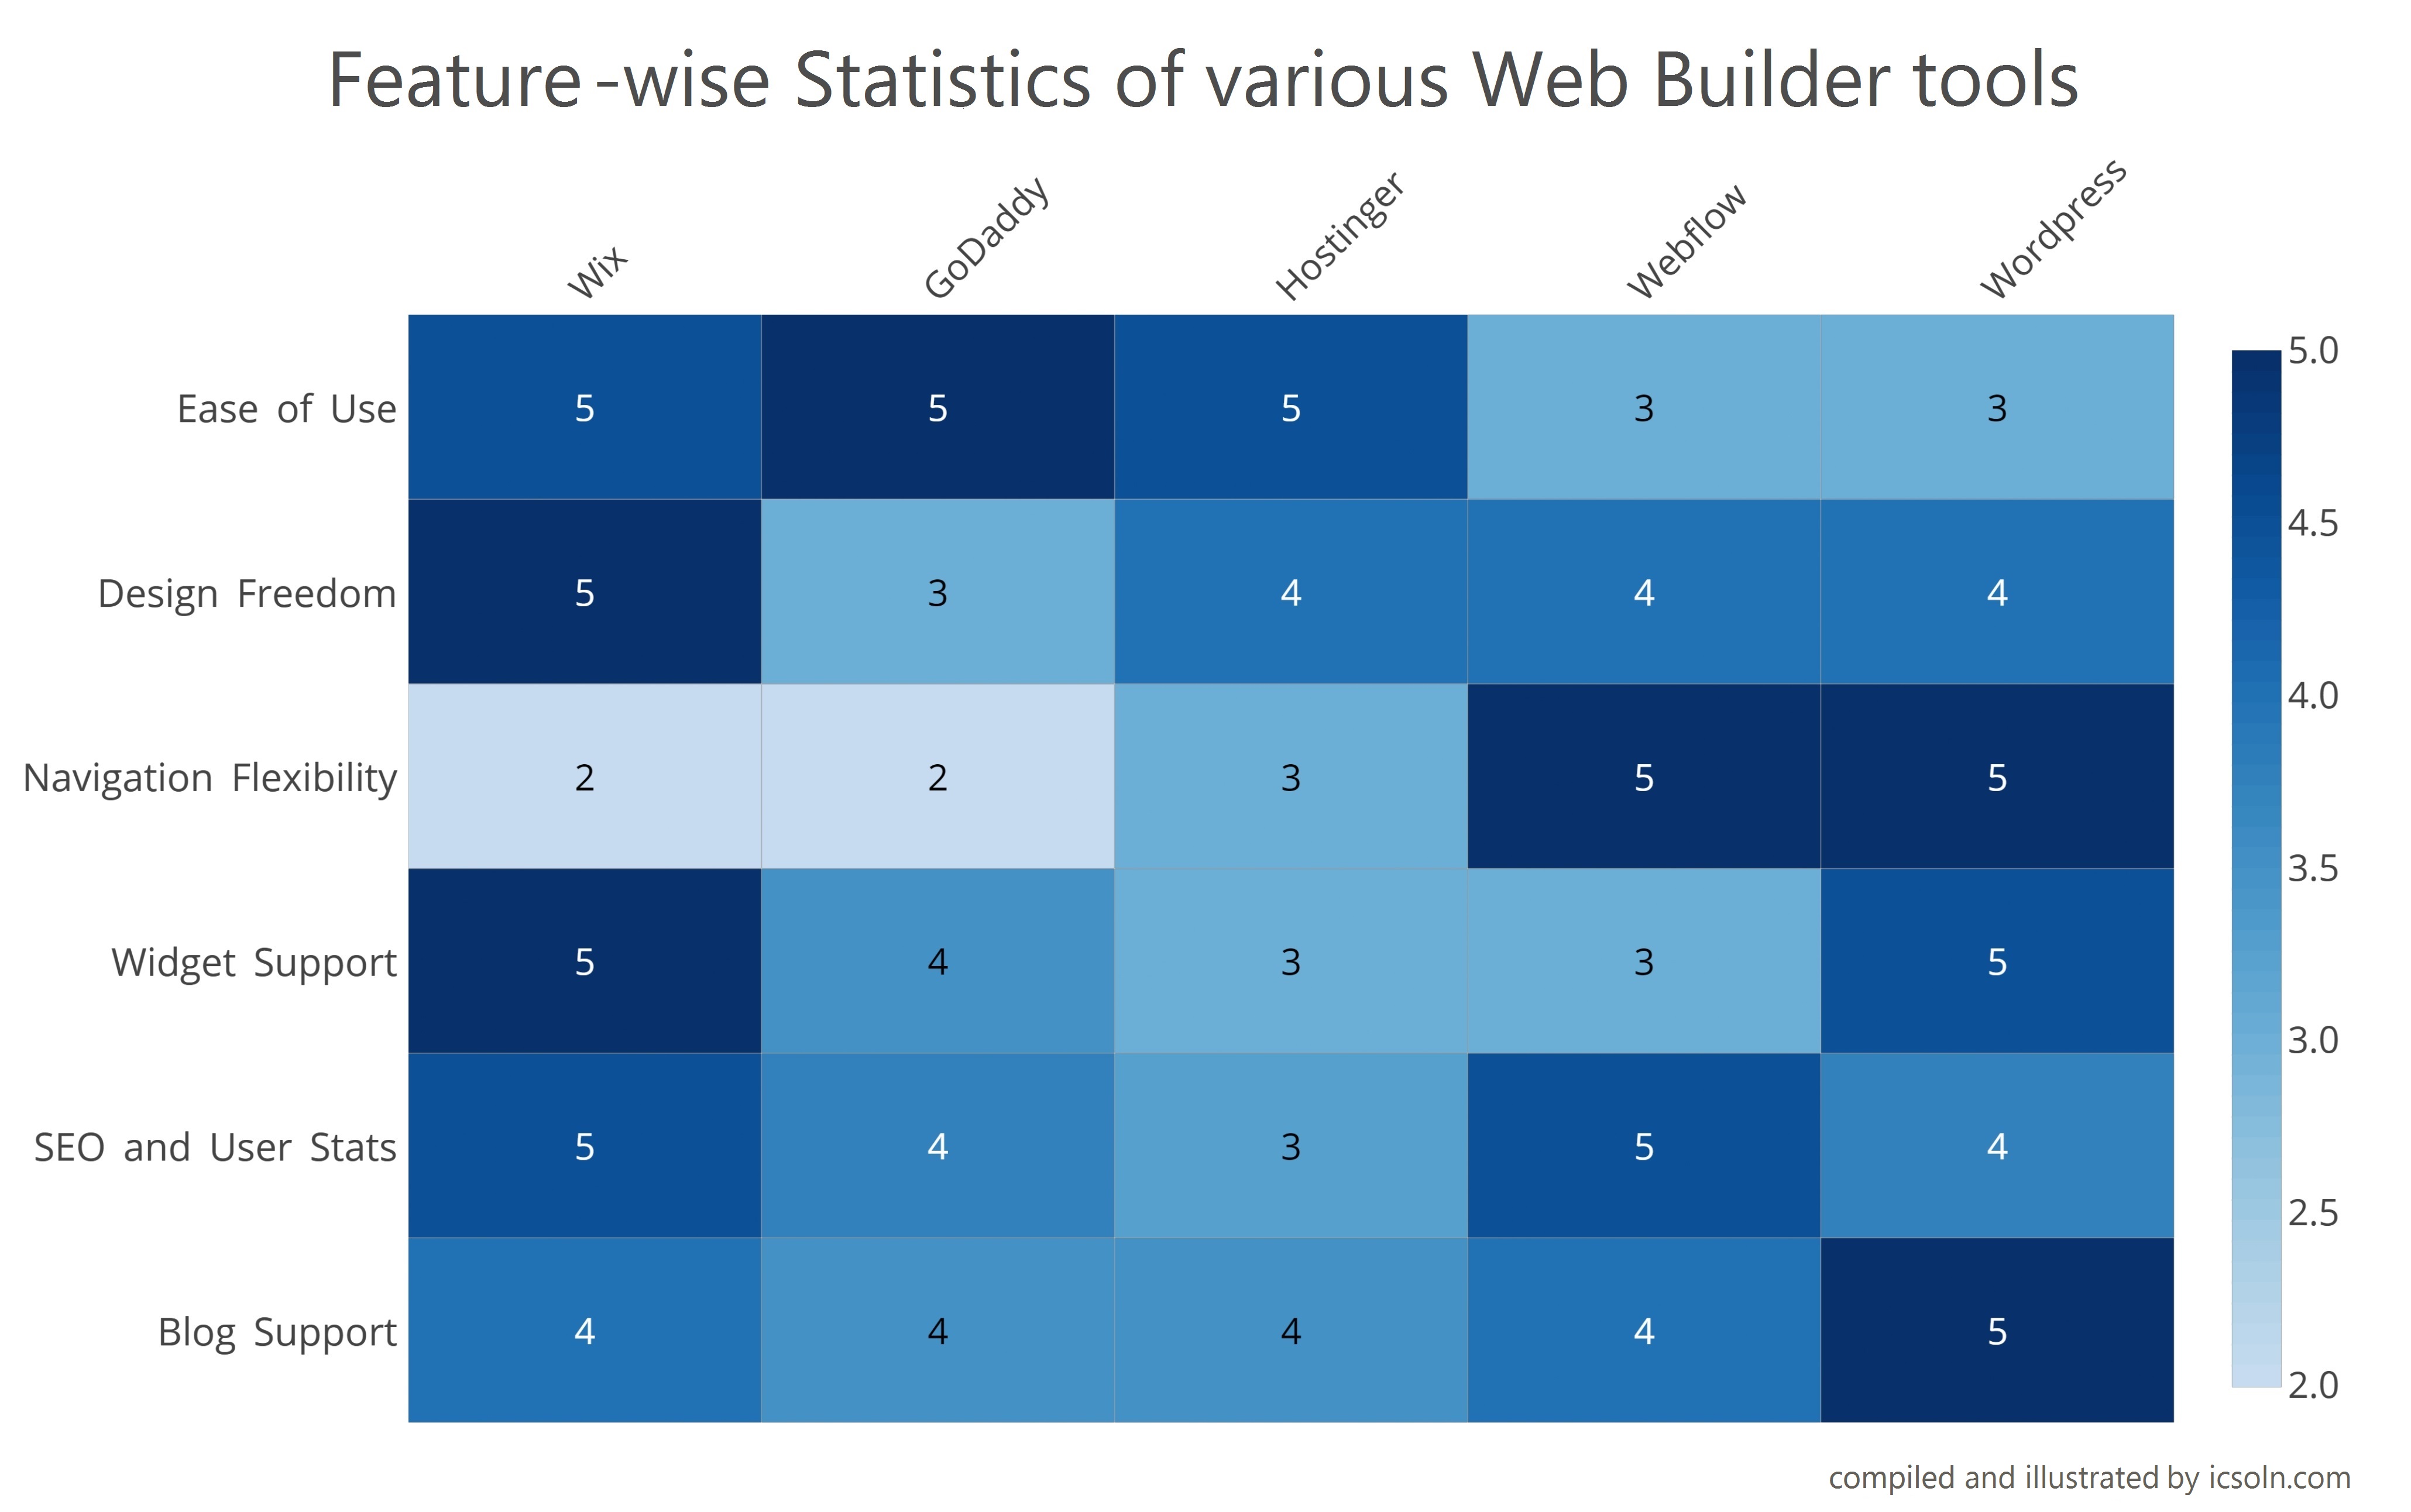 Feature-wise Statistics of various Web Builder tools
Wix GoDaddy Hostinger Webflow Wordpress
Ease of Use 5 5 5 3 3
Design Freedom 5 3 4 4 4
Navigation Flexibility 2 2 3 5 5
Widget Support 5 4 3 3 5
SEO and User Stats 5 4 3 5 4
Blog Support 4 4 4 4 5
5.0
4.5
4.0
3.5
3.0
2.5
2.0
compiled and illustrated by icsoln.com